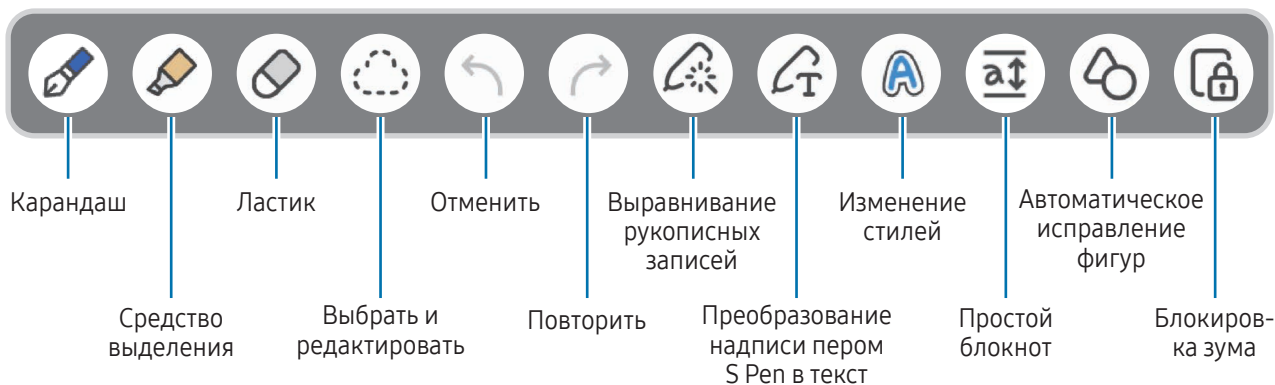 Карандаш
Средство
выделения
Ластик
Выбрать и
редактировать
Отменить
Повторить
Выравнивание
рукописных
записей
Преобразование
надписи пером
S Pen в текст
Изменение
стилей
Простой
блокнот
Автоматическое
исправление
фигур
Блокиров-
ка зума